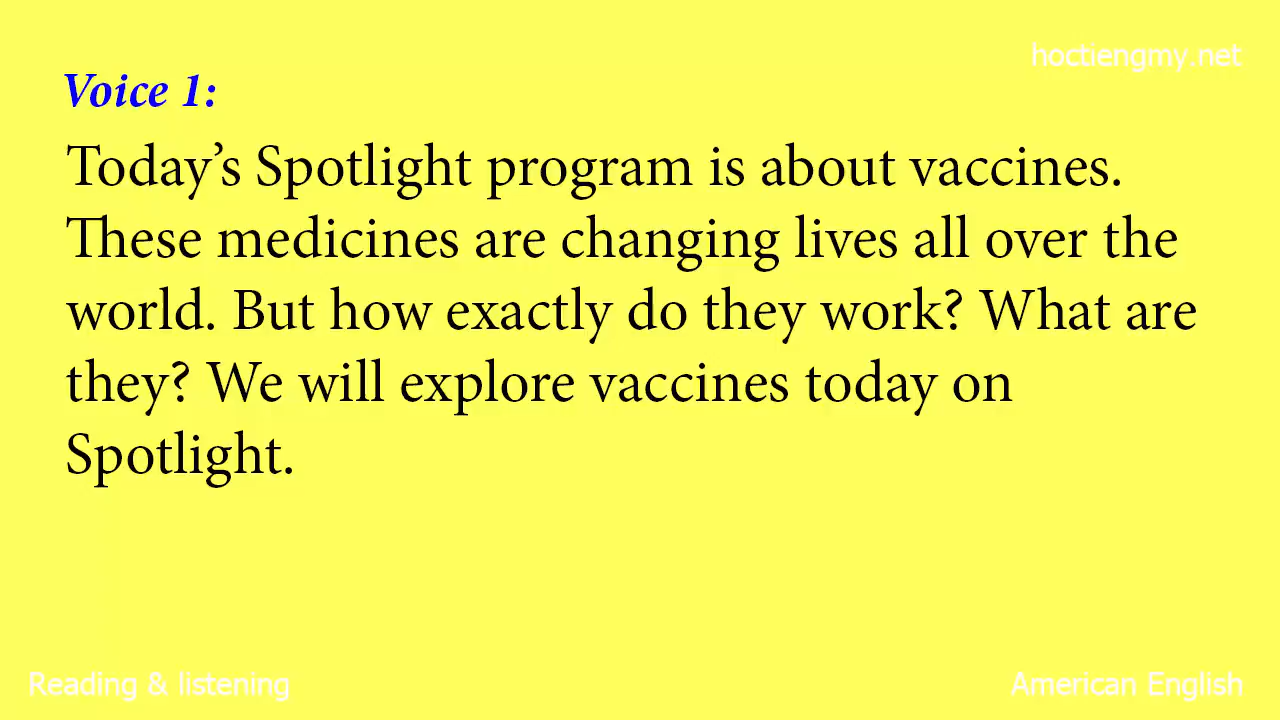 hoctiengmy.net
Voice 1:
Today’s Spotlight program is about vaccines.
These medicines are changing lives all over the
world. But how exactly do they work? What are
they? We will explore vaccines today on
Spotlight.
Reading & listening
American English